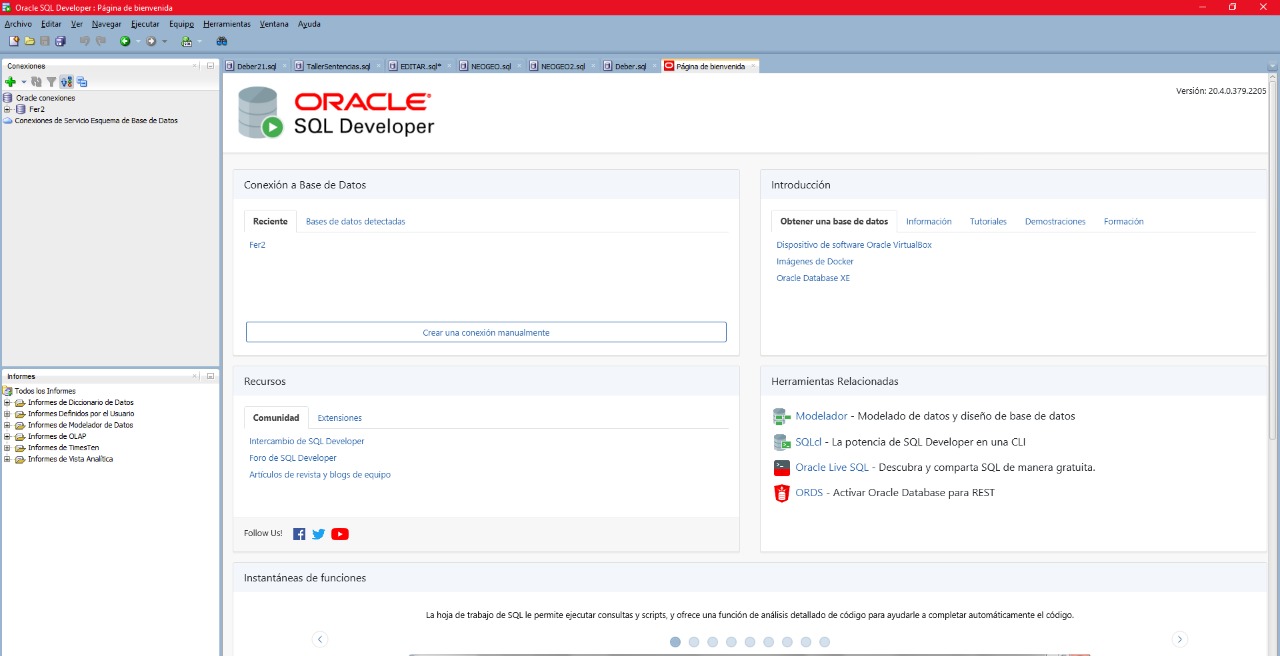 Oracle SQL Developer : Página de bienvenida
Archivo Editar Ver Navegar Ejecutar Equipo Herramientas Ventana Ayuda
Conexiones
Oracle conexiones
Fer2
Conexiones de Servicio Esquema de Base de Datos
Informes
Todos los Informes
Informes de Diccionario de Datos
Informes Definidos por el Usuario
Informes de Modelador de Datos
Informes de OLAP
Informes de TimesTen
Informes de Vista Analítica
Deber21.sql TallerSentencias.sql EDITAR.sql* NEOGEO.sql NEOGEO2.sql Deber.sql Página de bienvenida
ORACLE
SQL Developer
Versión: 20.4.0.379.2205
Conexión a Base de Datos
Reciente Bases de datos detectadas
Fer2
Crear una conexión manualmente
Introducción
Obtener una base de datos Información Tutoriales Demostraciones Formación
Dispositivo de software Oracle VirtualBox
Imágenes de Docker
Oracle Database XE
Recursos
Comunidad Extensiones
Intercambio de SQL Developer
Foro de SQL Developer
Artículos de revista y blogs de equipo
Follow Us!
Herramientas Relacionadas
Modelador - Modelado de datos y diseño de base de datos
SQLcl - La potencia de SQL Developer en una CLI
Oracle Live SQL - Descubra y comparta SQL de manera gratuita.
ORDS - Activar Oracle Database para REST
Instantáneas de funciones
La hoja de trabajo de SQL le permite ejecutar consultas y scripts, y ofrece una función de análisis detallado de código para ayudarle a completar automáticamente el código.